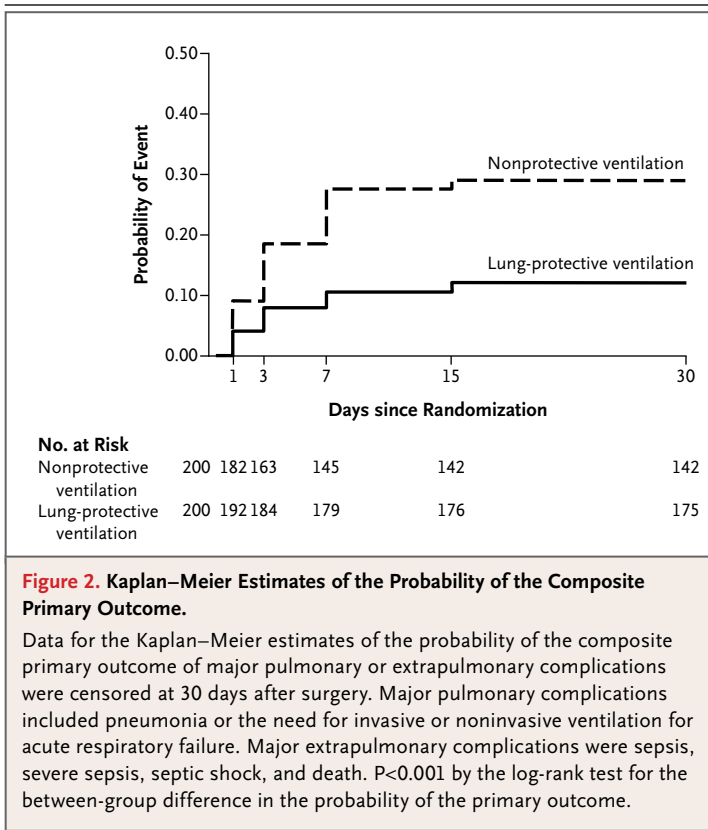 0.50
0.40
0.30
0.20
0.10
0.00
Probability of Event
Nonprotective ventilation
Lung-protective ventilation
1 3 7 15 30
Days since Randomization
No. at Risk
Nonprotective
ventilation
200 182 163 145 142 142
Lung-protective
ventilation
200 192 184 179 176 175
Figure 2. Kaplan–Meier Estimates of the Probability of the Composite
Primary Outcome.
Data for the Kaplan–Meier estimates of the probability of the composite
primary outcome of major pulmonary or extrapulmonary complications
were censored at 30 days after surgery. Major pulmonary complications
included pneumonia or the need for invasive or noninvasive ventilation for
acute respiratory failure. Major extrapulmonary complications were sepsis,
severe sepsis, septic shock, and death. P<0.001 by the log-rank test for the
between-group difference in the probability of the primary outcome.